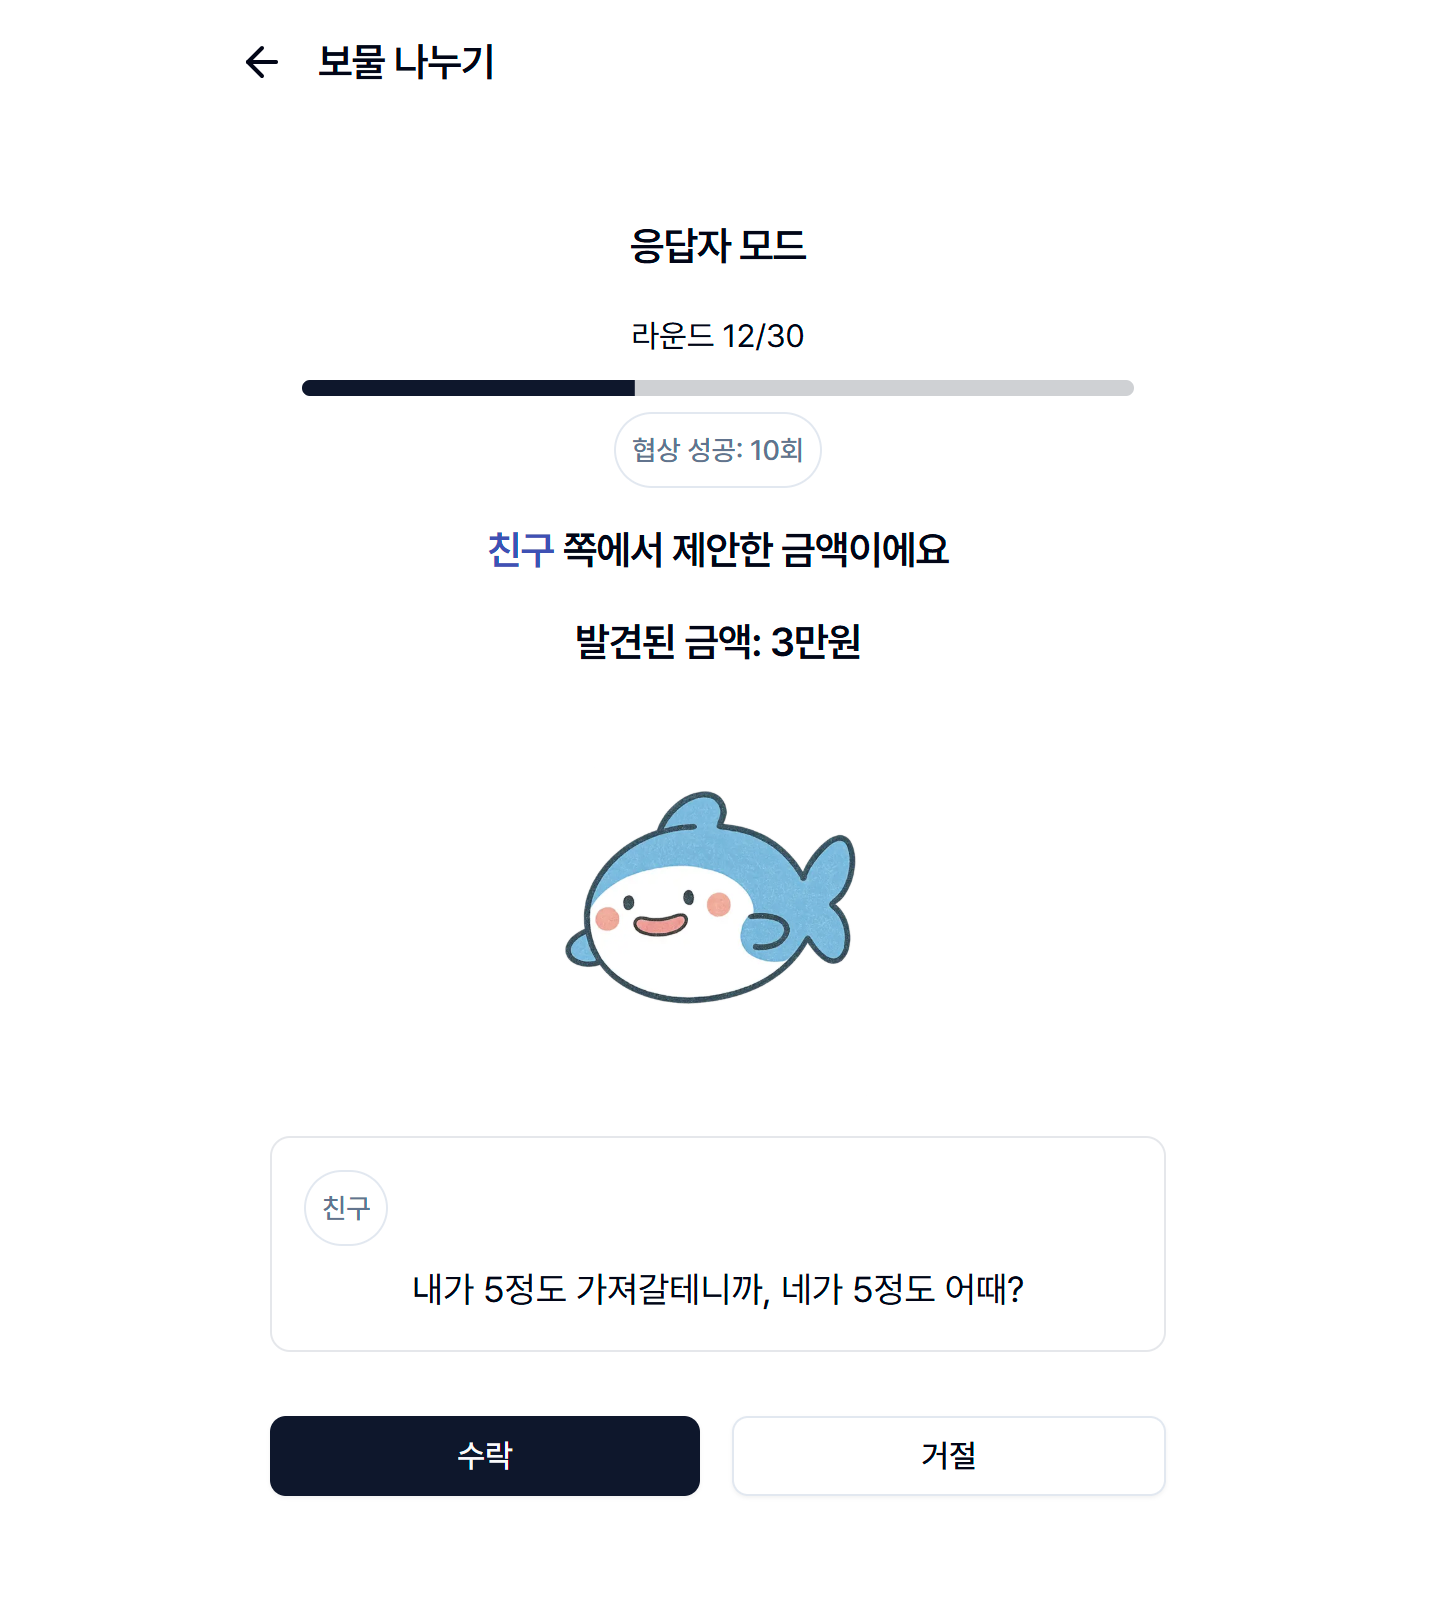 보물 나누기
응답자 모드
라운드 12/30
협상 성공: 10회
친구 쪽에서 제안한 금액이에요
발견된 금액: 3만원
친구
내가 5정도 가져갈테니까, 네가 5정도 어때?
수락
거절